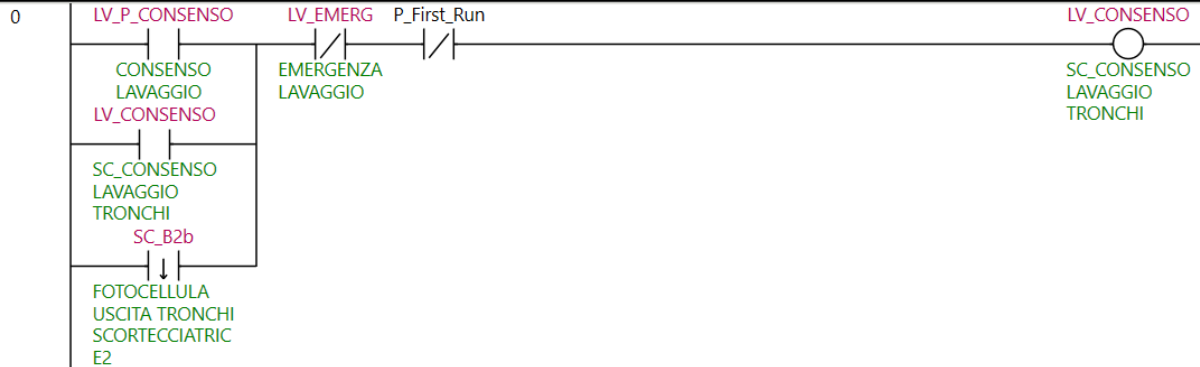 0
LV_P_CONSENSO LV_EMERG P_First_Run LV_CONSENSO
CONSENSO
LAVAGGIO
EMERGENZA
LAVAGGIO
SC_CONSENSO
LAVAGGIO
TRONCHI
LV_CONSENSO
SC_CONSENSO
LAVAGGIO
TRONCHI
SC_B2b
FOTOCELLULA
USCITA TRONCHI
SCORTECCIATRIC
E2